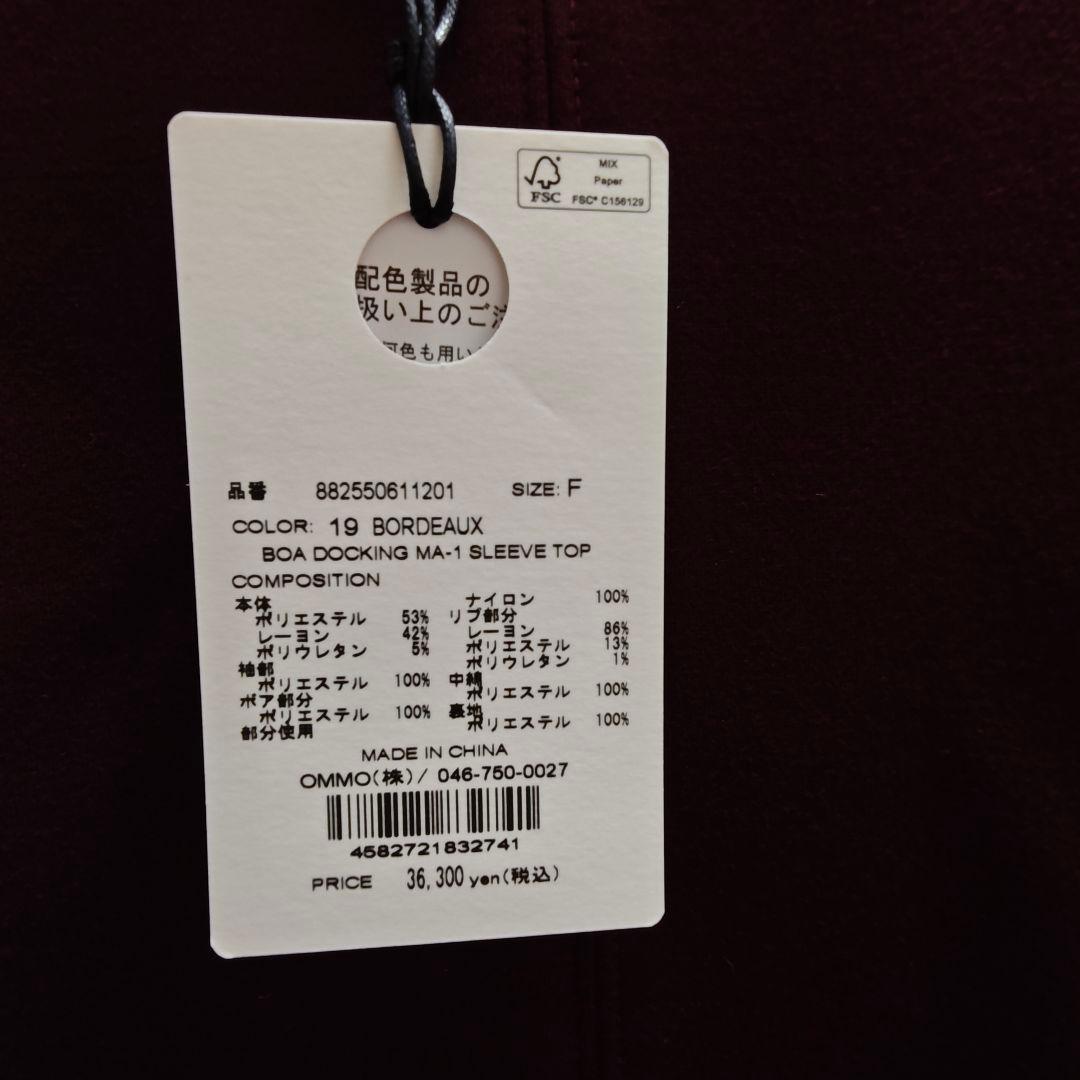 MIX
Paper
FSC FSC® C156129
配色製品の
扱い上のご注
何色も用い
品番 882550611201 SIZE: F
COLOR: 19 BORDEAUX
BOA DOCKING MA-1 SLEEVE TOP
COMPOSITION
本体
ポリエステル 53%
レーヨン 42%
ポリウレタン 5%
袖部
ポリエステル 100%
ボア部分
ポリエステル 100%
部分使用
ナイロン 100%
リブ部分
レーヨン 86%
ポリエステル 13%
ポリウレタン 1%
中綿
ポリエステル 100%
裏地
ポリエステル 100%
MADE IN CHINA
OMMO(株)/ 046-750-0027
4582721832741
PRICE 36,300 yen(税込)